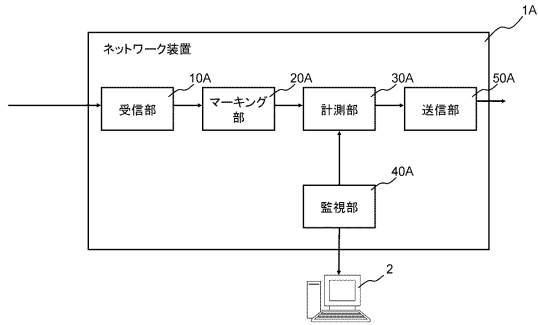 1A
ネットワーク装置
10A
20A
30A
50A
受信部
マーキング
部
計測部
送信部
40A
監視部
2